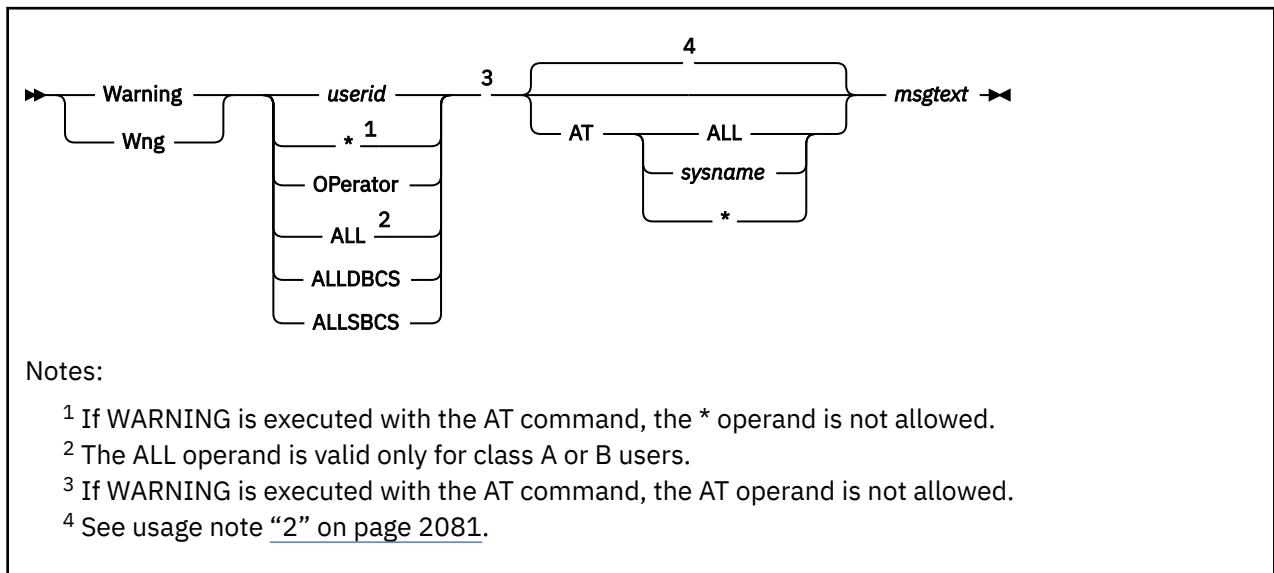 4
Warning userid 3 msgtext
Wng * 1 AT ALL
OPerator sysname
ALL 2 *
ALLDBCS
ALLSBCS
Notes:
1 If WARNING is executed with the AT command, the * operand is not allowed.
2 The ALL operand is valid only for class A or B users.
3 If WARNING is executed with the AT command, the AT operand is not allowed.
4 See usage note “2” on page 2081.